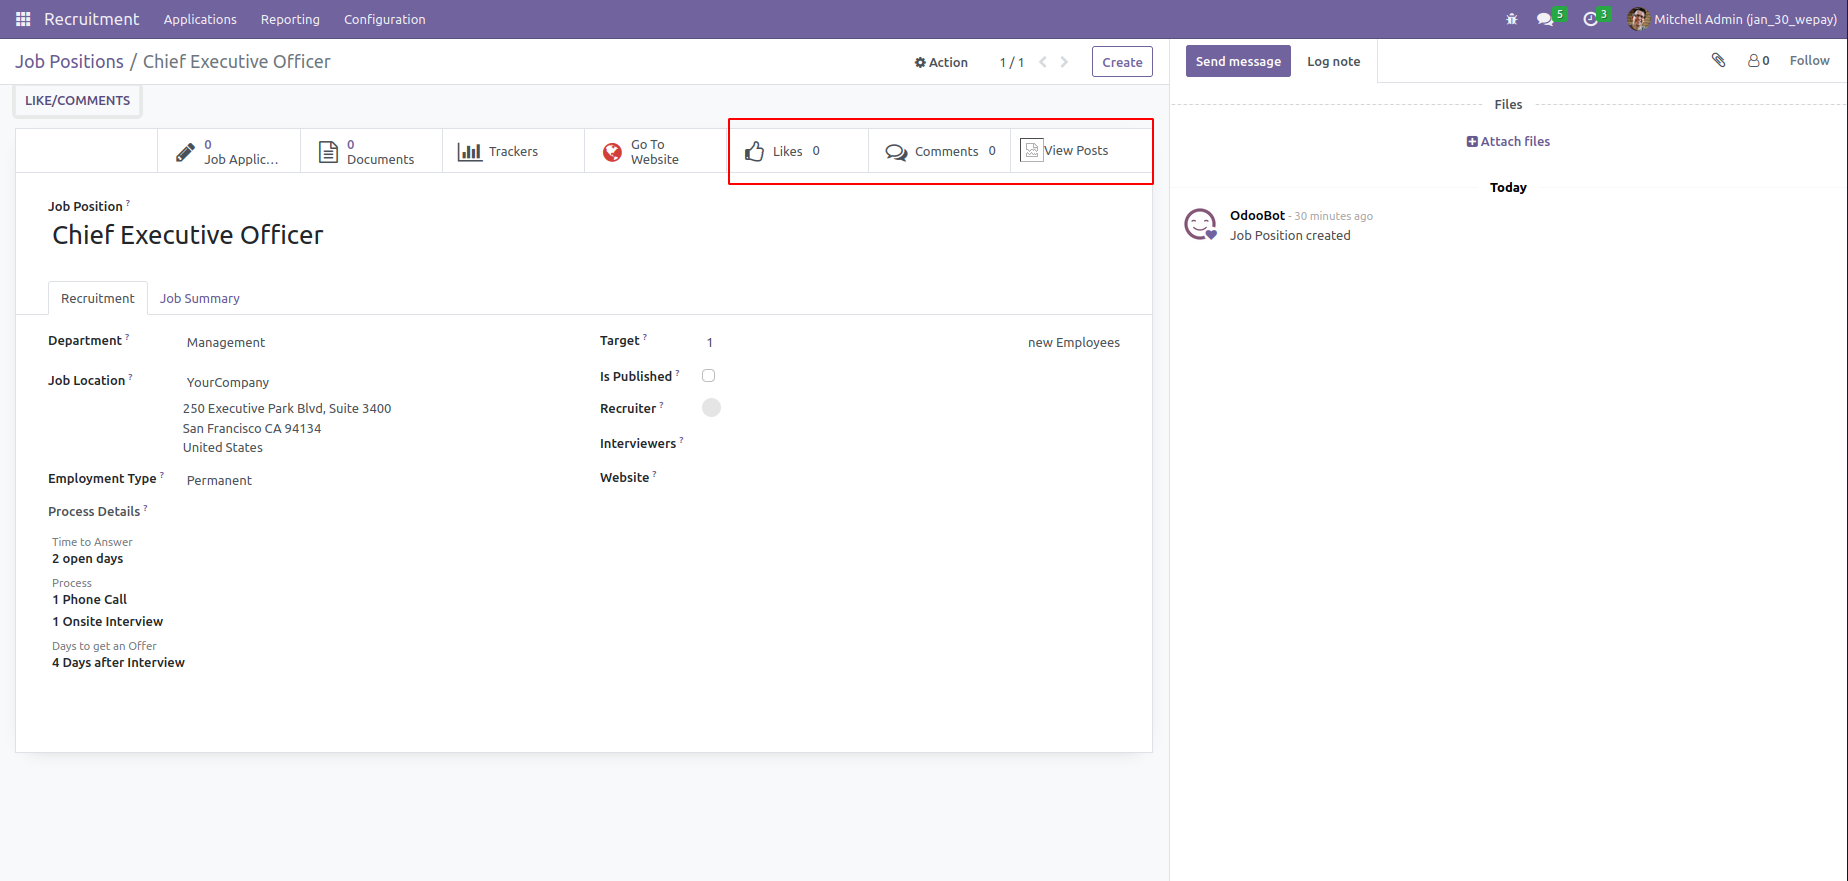 Recruitment Applications Reporting Configuration 5 3 Mitchell Admin (jan_30_wepay)
Job Positions / Chief Executive Officer Action 1 / 1 Create
LIKE/COMMENTS
0
Job Applic...
0
Documents
Trackers
Go To
Website
Likes 0
Comments 0
View Posts
Job Position ?
Chief Executive Officer
Recruitment Job Summary
Department ? Management
Job Location ? YourCompany
250 Executive Park Blvd, Suite 3400
San Francisco CA 94134
United States
Employment Type ? Permanent
Process Details ?
Time to Answer
2 open days
Process
1 Phone Call
1 Onsite Interview
Days to get an Offer
4 Days after Interview
Target ? 1 new Employees
Is Published ?
Recruiter ?
Interviewers ?
Website ?
Send message Log note 0 Follow
Files
Attach files
Today
OdooBot - 30 minutes ago
Job Position created